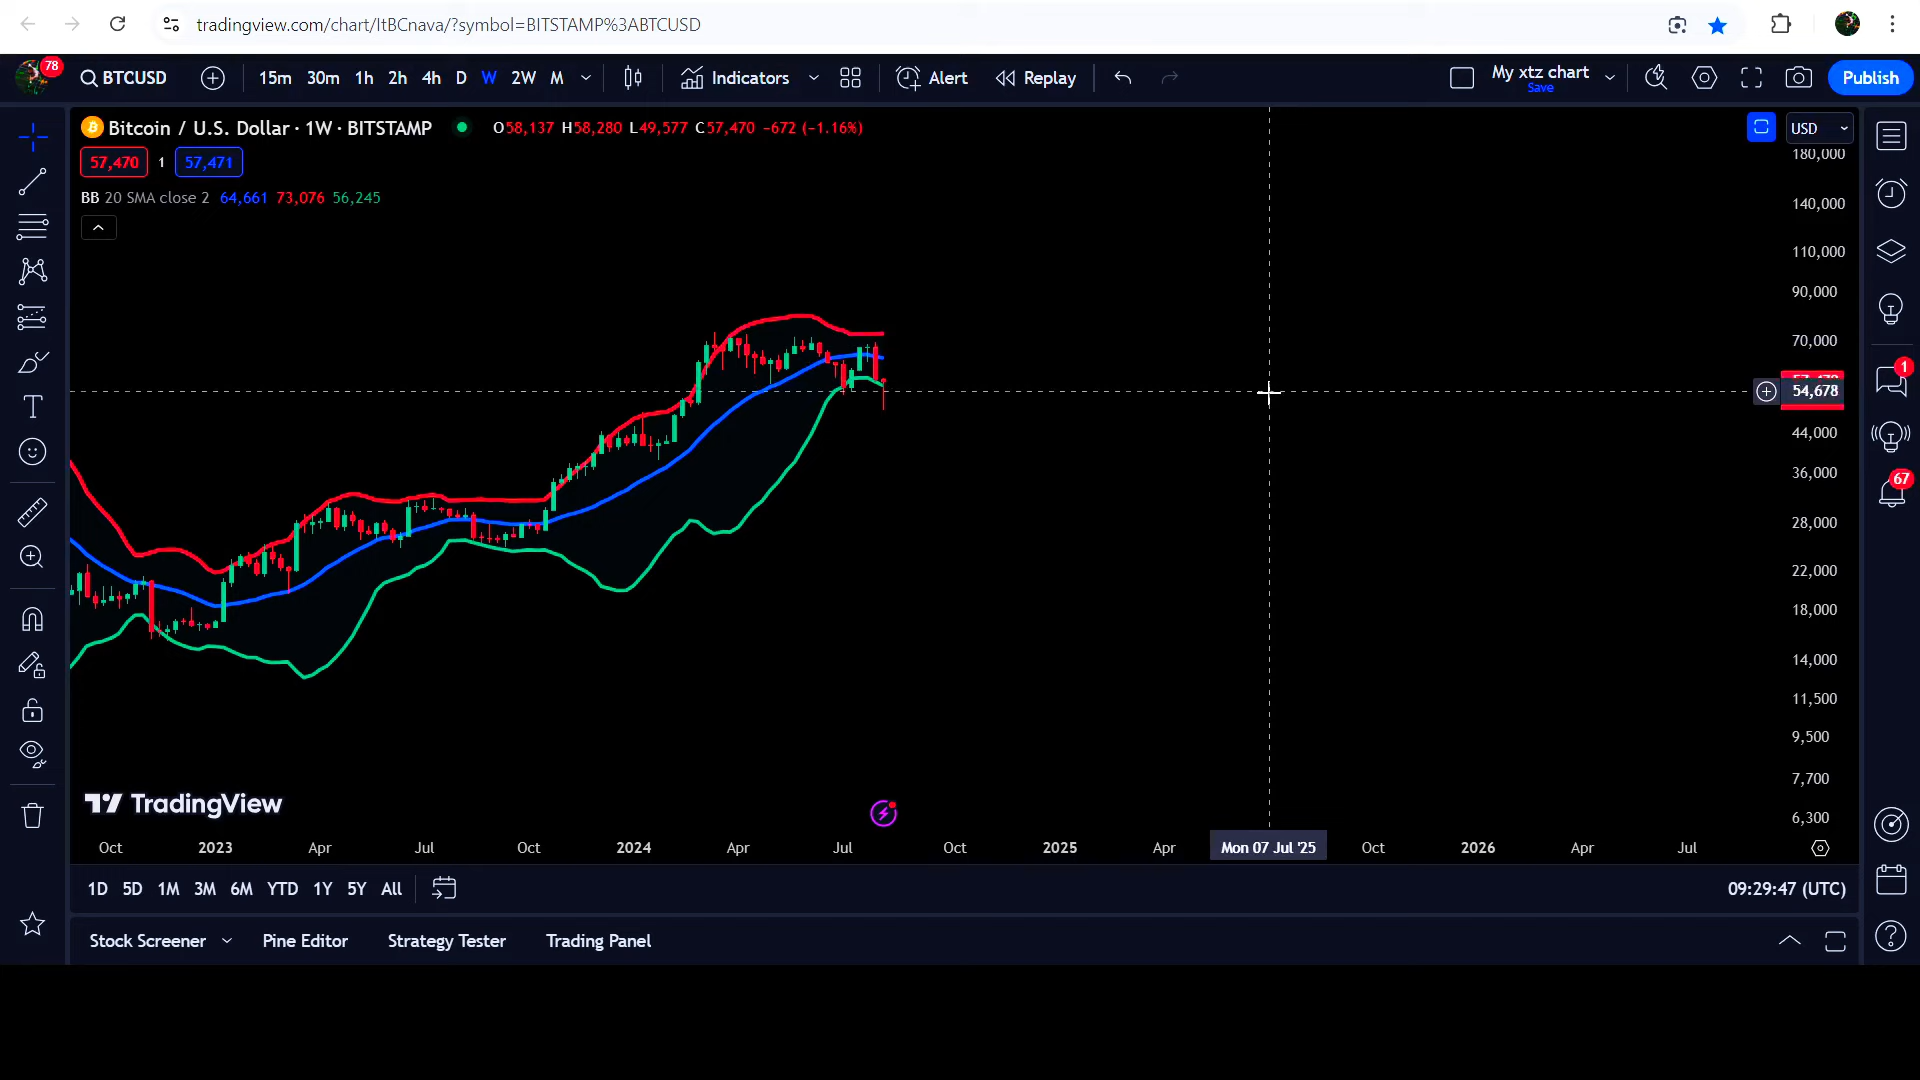 tradingview.com/chart/ItBCnava/?symbol=BITSTAMP%3ABTCUSD
78 BTCUSD 15m 30m 1h 2h 4h D W 2W M Indicators Alert Replay My xtz chart Save Publish
Bitcoin / U.S. Dollar · 1W · BITSTAMP O58,137 H58,280 L49,577 C57,470 −672 (−1.16%) USD
57,470 1 57,471
BB 20 SMA close 2 64,661 73,076 56,245
180,000
140,000
110,000
90,000
70,000
54,678
44,000
36,000
28,000
22,000
18,000
14,000
11,500
9,500
7,700
6,300
1
67
TradingView
Oct 2023 Apr Jul Oct 2024 Apr Jul Oct 2025 Apr Mon 07 Jul '25 Oct 2026 Apr Jul
1D 5D 1M 3M 6M YTD 1Y 5Y All 09:29:47 (UTC)
Stock Screener Pine Editor Strategy Tester Trading Panel